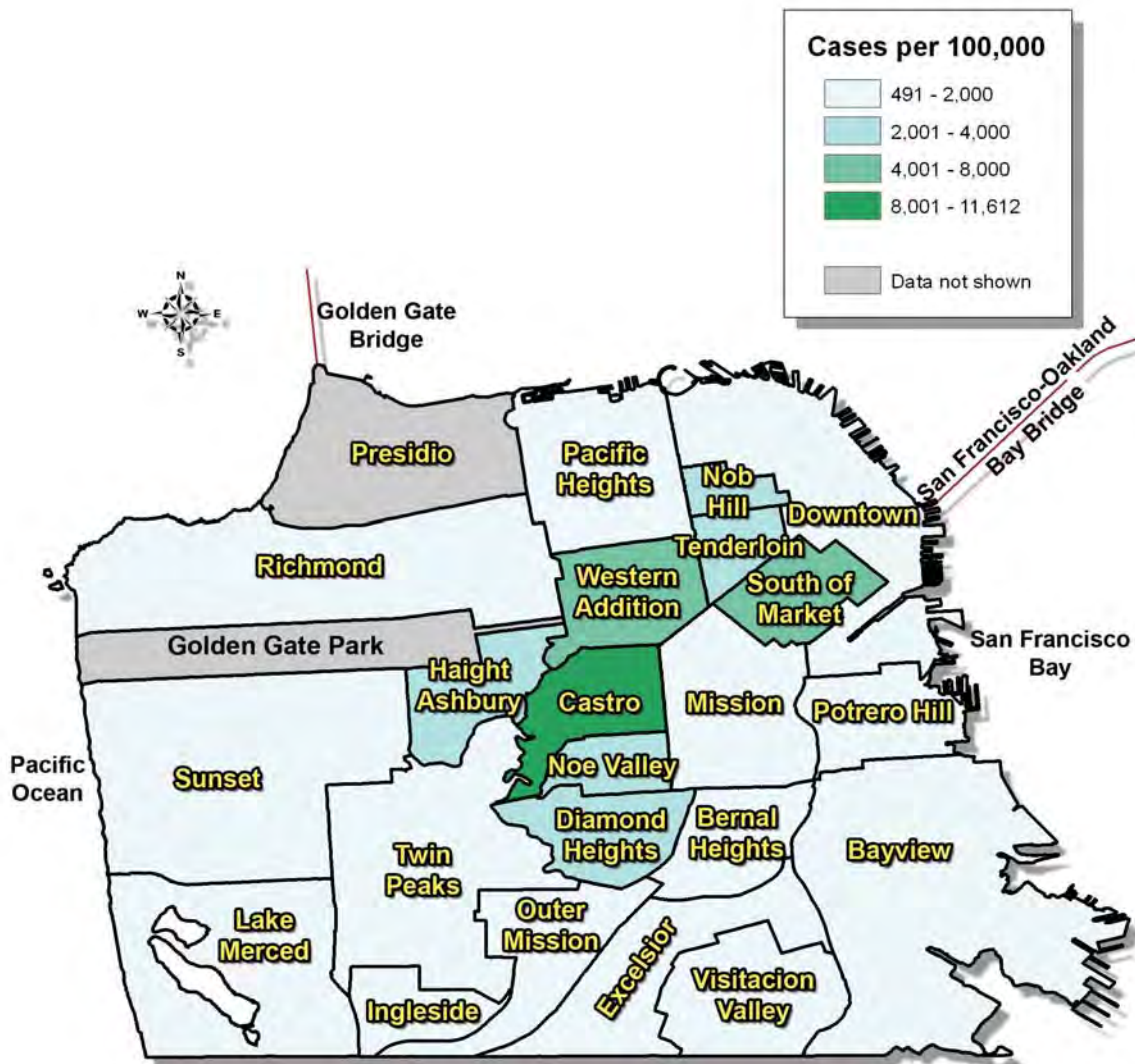 Cases per 100,000
491 - 2,000
2,001 - 4,000
4,001 - 8,000
8,001 - 11,612
Data not shown
N
W
E
S
Golden Gate
Bridge
San Francisco-Oakland
Bay Bridge
Presidio
Pacific
Heights
Nob
Hill
Downtown
Richmond
Tenderloin
Western
Addition
South of
Market
Golden Gate Park
San Francisco
Bay
Haight
Ashbury
Castro
Mission
Potrero Hill
Pacific
Ocean
Sunset
Noe Valley
Diamond
Heights
Bernal
Heights
Bayview
Twin
Peaks
Lake
Merced
Outer
Mission
Excelsior
Visitacion
Valley
Ingleside